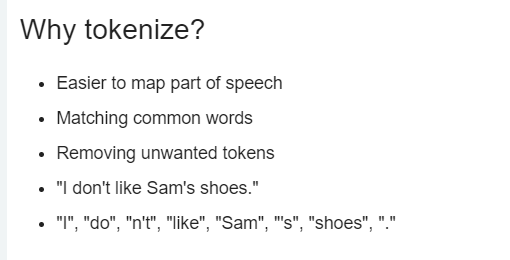 Why tokenize?
Easier to map part of speech
Matching common words
Removing unwanted tokens
"I don't like Sam's shoes."
"I", "do", "n't", "like", "Sam", "'s", "shoes", "."